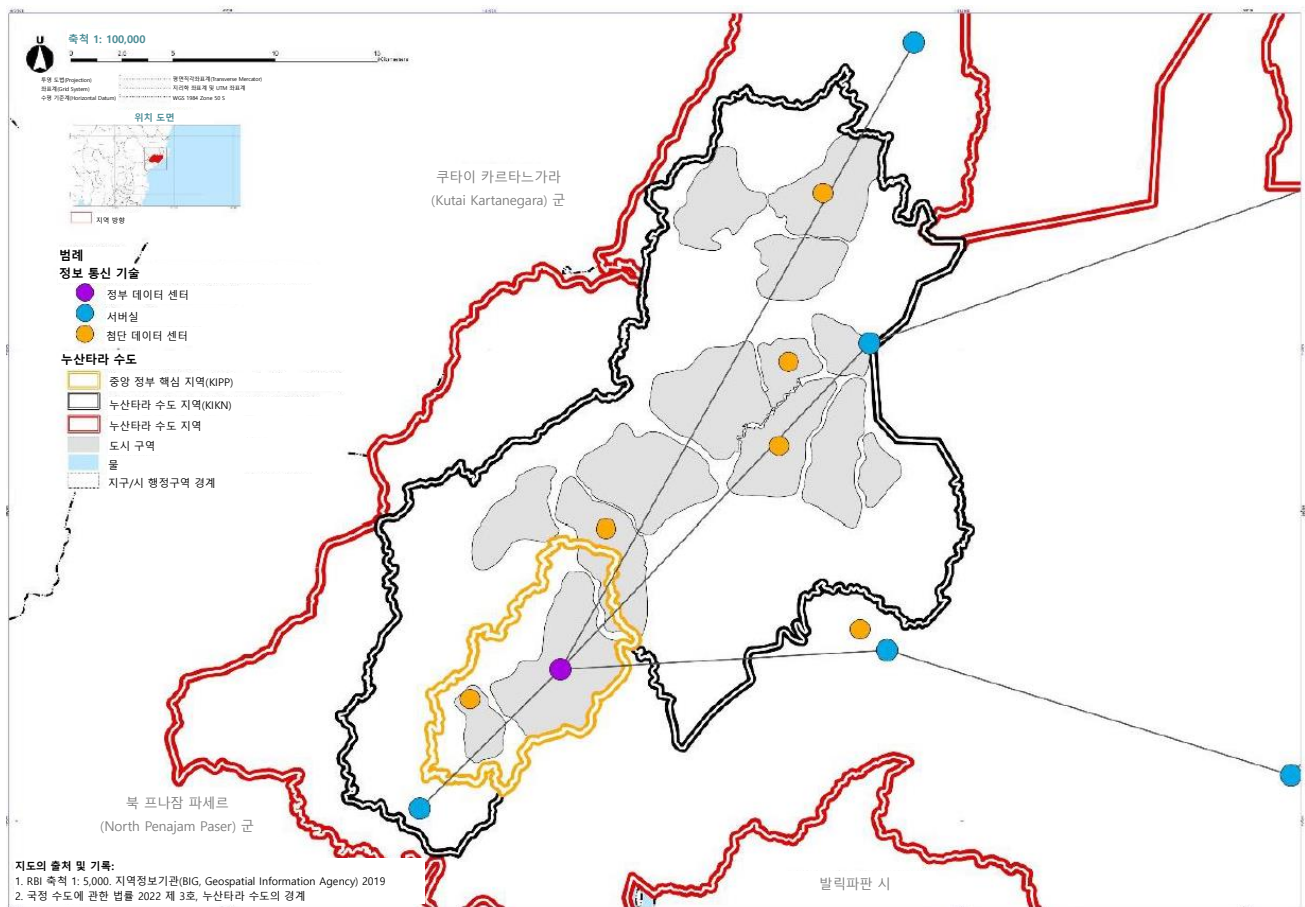 축척 1: 100,000
U
0 2.5 5 10 15
Kilometers
투영 도법(Projection) 평면직각좌표계(Transverse Mercator)
좌표계(Grid System) 지리학 좌표계 및 UTM 좌표계
수평 기준계(Horizontal Datum) WGS 1984 Zone 50 S
위치 도면
지역 방향
범례
정보 통신 기술
정부 데이터 센터
서버실
첨단 데이터 센터
누산타라 수도
중앙 정부 핵심 지역(KIPP)
누산타라 수도 지역(KIKN)
누산타라 수도 지역
도시 구역
물
지구/시 행정구역 경계
쿠타이 카르타느가라
(Kutai Kartanegara) 군
북 프나잠 파세르
(North Penajam Paser) 군
발릭파판 시
지도의 출처 및 기록:
1. RBI 축척 1: 5,000. 지역정보기관(BIG, Geospatial Information Agency) 2019
2. 국정 수도에 관한 법률 2022 제 3호, 누산타라 수도의 경계